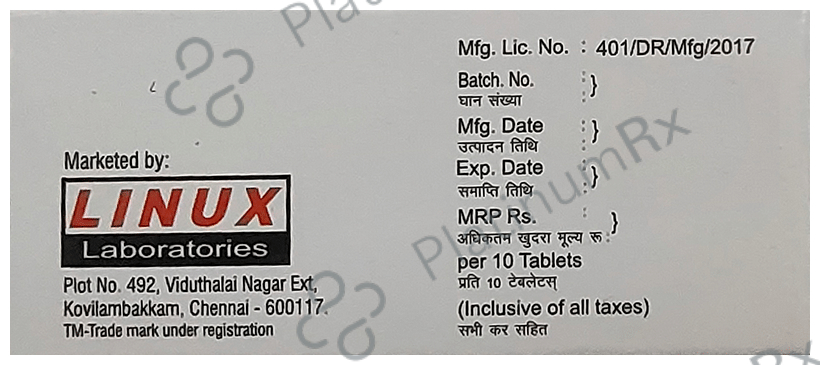 Marketed by:
LINUX
Laboratories
Plot No. 492, Viduthalai Nagar Ext,
Kovilambakkam, Chennai - 600117.
TM-Trade mark under registration
Mfg. Lic. No. : 401/DR/Mfg/2017
Batch. No. : }
घान संख्या :
Mfg. Date : }
उत्पादन तिथि :
Exp. Date : }
समाप्ति तिथि :
MRP Rs. : }
अधिकतम खुदरा मूल्य रू :
per 10 Tablets
प्रति 10 टेबलेटस्
(Inclusive of all taxes)
सभी कर सहित
PlatinumRx